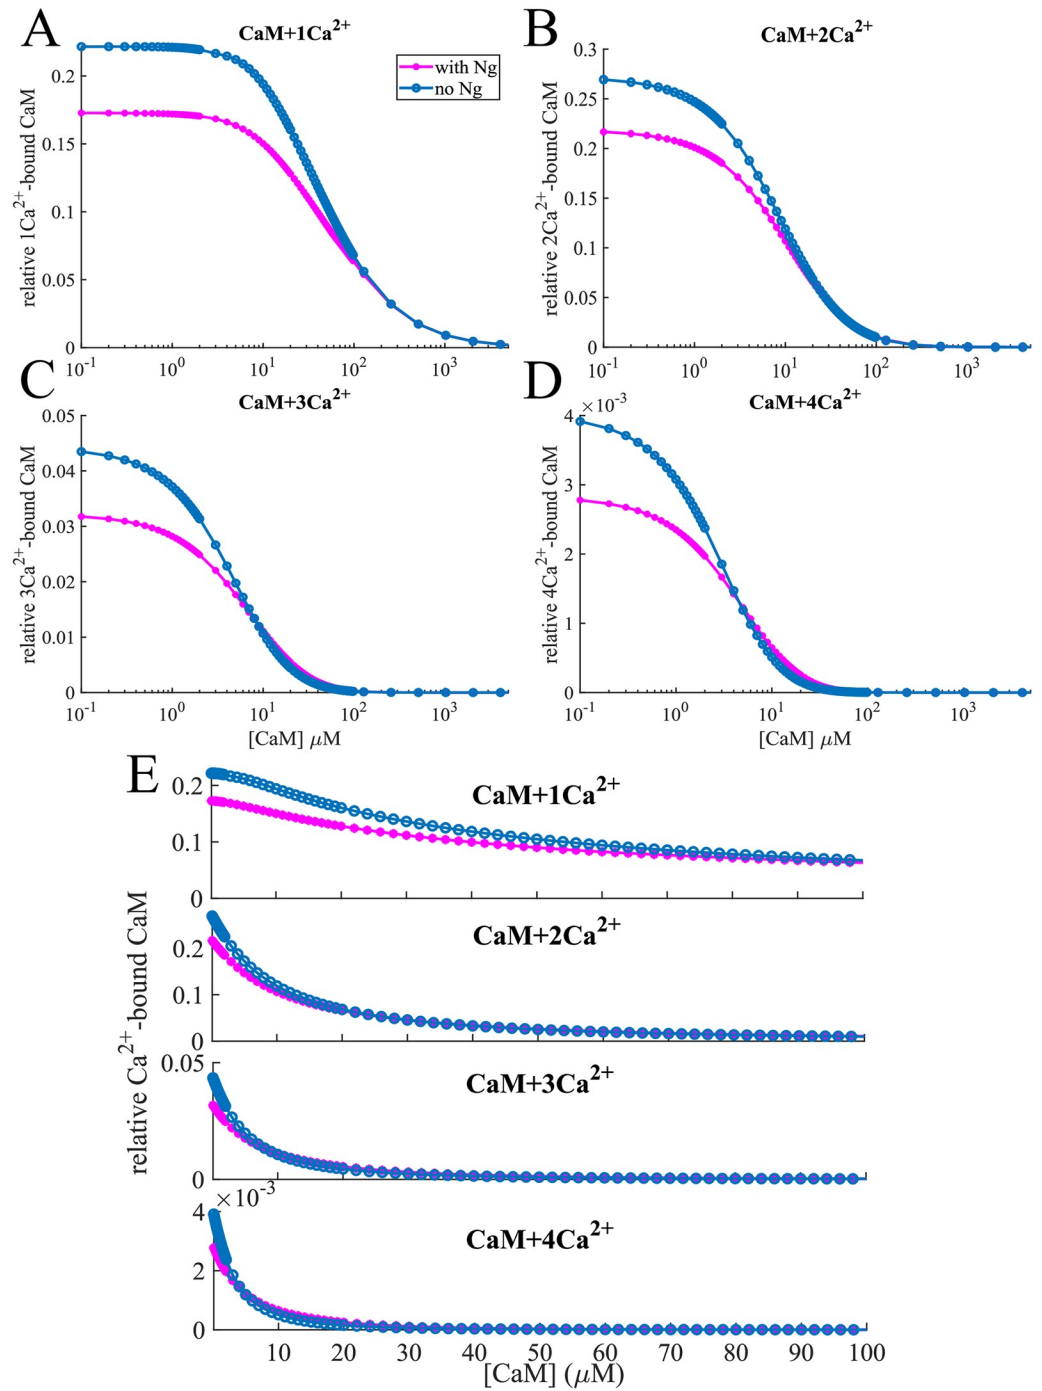 A
CaM+1Ca2+
with Ng
no Ng
relative 1Ca2+-bound CaM
0.2
0.15
0.1
0.05
0
10-1 100 101 102 103
B
CaM+2Ca2+
relative 2Ca2+-bound CaM
0.3
0.25
0.2
0.15
0.1
0.05
0
10-1 100 101 102 103
C
CaM+3Ca2+
relative 3Ca2+-bound CaM
0.05
0.04
0.03
0.02
0.01
0
10-1 100 101 102 103
[CaM] μM
D
CaM+4Ca2+
×10-3
relative 4Ca2+-bound CaM
4
3
2
1
0
10-1 100 101 102 103
[CaM] μM
E
relative Ca2+-bound CaM
CaM+1Ca2+
0.2
0.1
0
CaM+2Ca2+
0.2
0.1
0
CaM+3Ca2+
0.05
0
×10-3
CaM+4Ca2+
4
2
0
10 20 30 40 50 60 70 80 90 100
[CaM] (μM)